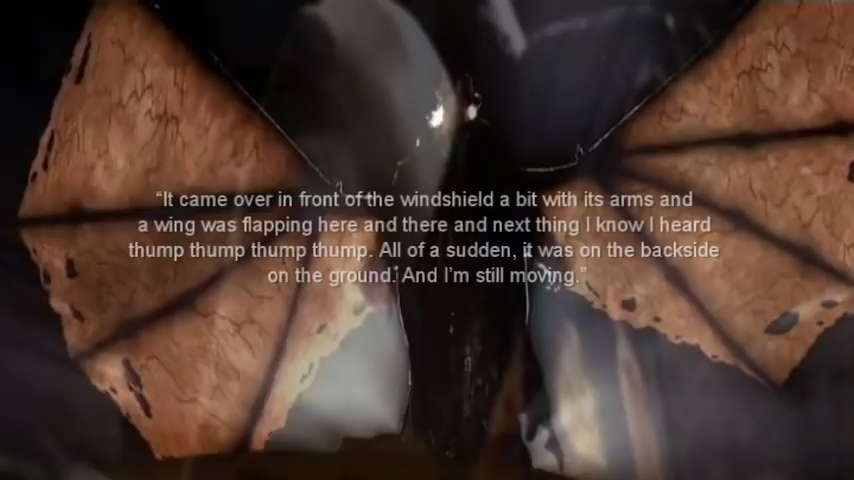 “It came over in front of the windshield a bit with its arms and
a wing was flapping here and there and next thing I know I heard
thump thump thump thump. All of a sudden, it was on the backside
on the ground. And I’m still moving.”